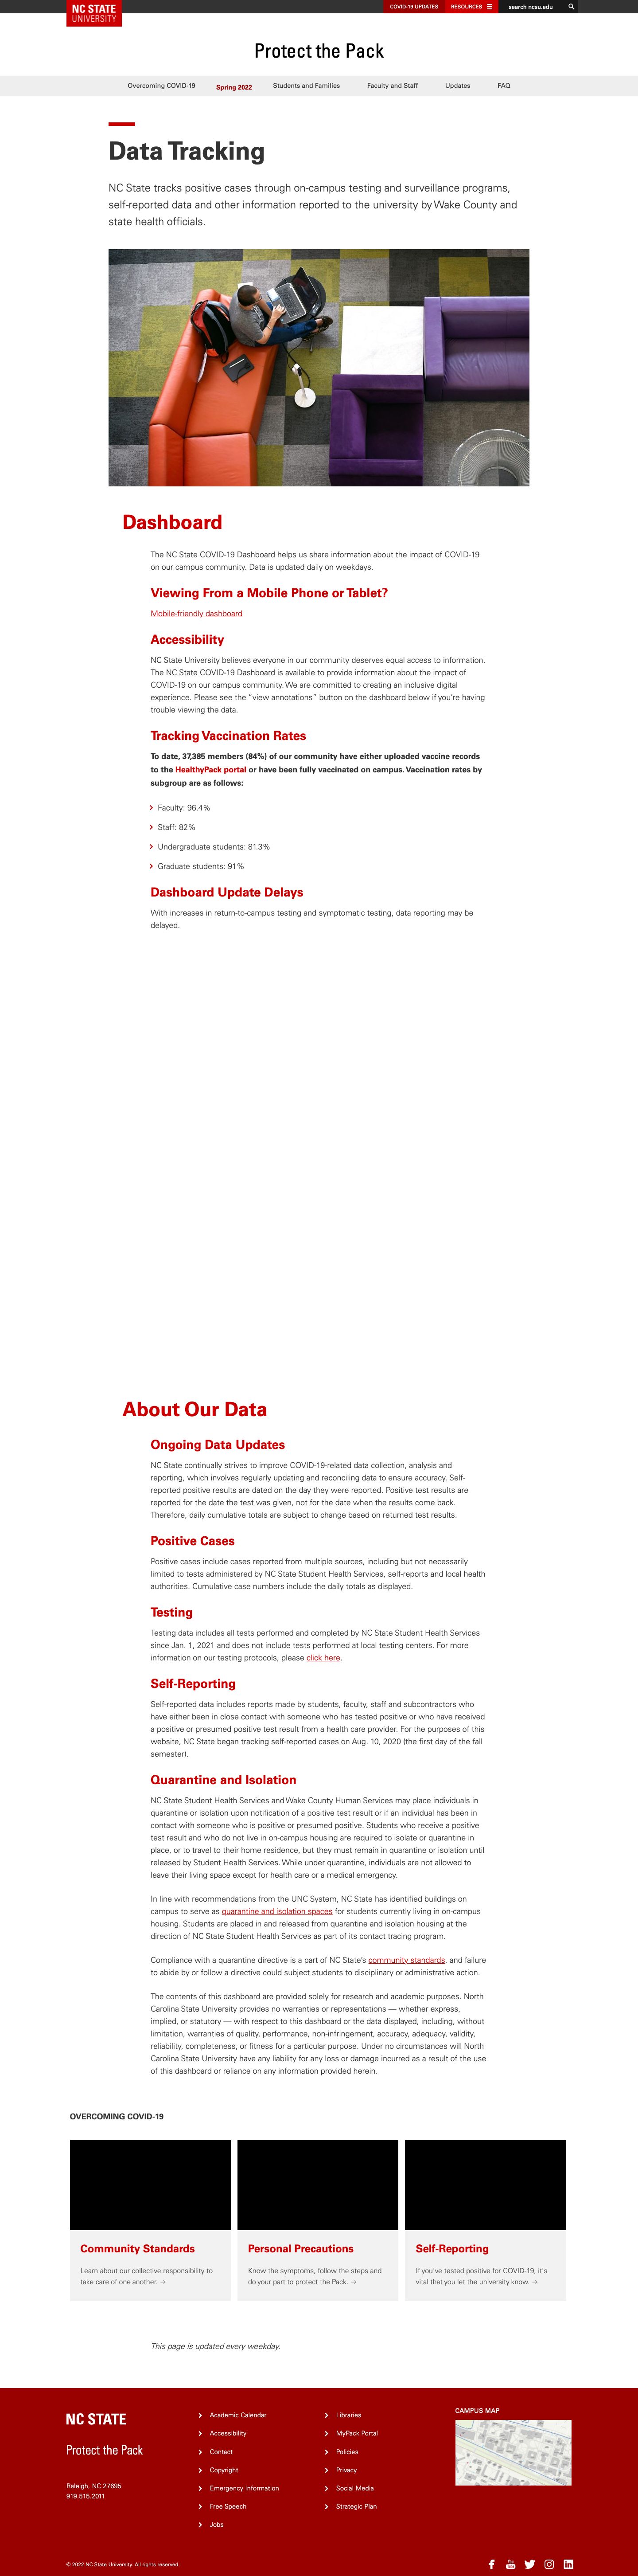 NC STATE
UNIVERSITY
COVID-19 UPDATES
RESOURCES
search ncsu.edu
Protect the Pack
Overcoming COVID-19
Spring 2022
Students and Families
Faculty and Staff
Updates
FAQ
Data Tracking
NC State tracks positive cases through on-campus testing and surveillance programs,
self-reported data and other information reported to the university by Wake County and
state health officials.
Dashboard
The NC State COVID-19 Dashboard helps us share information about the impact of COVID-19
on our campus community. Data is updated daily on weekdays.
Viewing From a Mobile Phone or Tablet?
Mobile-friendly dashboard
Accessibility
NC State University believes everyone in our community deserves equal access to information.
The NC State COVID-19 Dashboard is available to provide information about the impact of
COVID-19 on our campus community. We are committed to creating an inclusive digital
experience. Please see the “view annotations” button on the dashboard below if you’re having
trouble viewing the data.
Tracking Vaccination Rates
To date, 37,385 members (84%) of our community have either uploaded vaccine records
to the HealthyPack portal or have been fully vaccinated on campus. Vaccination rates by
subgroup are as follows:
Faculty: 96.4%
Staff: 82%
Undergraduate students: 81.3%
Graduate students: 91%
Dashboard Update Delays
With increases in return-to-campus testing and symptomatic testing, data reporting may be
delayed.
About Our Data
Ongoing Data Updates
NC State continually strives to improve COVID-19-related data collection, analysis and
reporting, which involves regularly updating and reconciling data to ensure accuracy. Self-
reported positive results are dated on the day they were reported. Positive test results are
reported for the date the test was given, not for the date when the results come back.
Therefore, daily cumulative totals are subject to change based on returned test results.
Positive Cases
Positive cases include cases reported from multiple sources, including but not necessarily
limited to tests administered by NC State Student Health Services, self-reports and local health
authorities. Cumulative case numbers include the daily totals as displayed.
Testing
Testing data includes all tests performed and completed by NC State Student Health Services
since Jan. 1, 2021 and does not include tests performed at local testing centers. For more
information on our testing protocols, please click here.
Self-Reporting
Self-reported data includes reports made by students, faculty, staff and subcontractors who
have either been in close contact with someone who has tested positive or who have received
a positive or presumed positive test result from a health care provider. For the purposes of this
website, NC State began tracking self-reported cases on Aug. 10, 2020 (the first day of the fall
semester).
Quarantine and Isolation
NC State Student Health Services and Wake County Human Services may place individuals in
quarantine or isolation upon notification of a positive test result or if an individual has been in
contact with someone who is positive or presumed positive. Students who receive a positive
test result and who do not live in on-campus housing are required to isolate or quarantine in
place, or to travel to their home residence, but they must remain in quarantine or isolation until
released by Student Health Services. While under quarantine, individuals are not allowed to
leave their living space except for health care or a medical emergency.
In line with recommendations from the UNC System, NC State has identified buildings on
campus to serve as quarantine and isolation spaces for students currently living in on-campus
housing. Students are placed in and released from quarantine and isolation housing at the
direction of NC State Student Health Services as part of its contact tracing program.
Compliance with a quarantine directive is a part of NC State’s community standards, and failure
to abide by or follow a directive could subject students to disciplinary or administrative action.
The contents of this dashboard are provided solely for research and academic purposes. North
Carolina State University provides no warranties or representations — whether express,
implied, or statutory — with respect to this dashboard or the data displayed, including, without
limitation, warranties of quality, performance, non-infringement, accuracy, adequacy, validity,
reliability, completeness, or fitness for a particular purpose. Under no circumstances will North
Carolina State University have any liability for any loss or damage incurred as a result of the use
of this dashboard or reliance on any information provided herein.
OVERCOMING COVID-19
Community Standards
Learn about our collective responsibility to
take care of one another. →
Personal Precautions
Know the symptoms, follow the steps and
do your part to protect the Pack. →
Self-Reporting
If you’ve tested positive for COVID-19, it’s
vital that you let the university know. →
This page is updated every weekday.
NC STATE
Protect the Pack
Raleigh, NC 27695
919.515.2011
Academic Calendar
Accessibility
Contact
Copyright
Emergency Information
Free Speech
Jobs
Libraries
MyPack Portal
Policies
Privacy
Social Media
Strategic Plan
CAMPUS MAP
© 2022 NC State University. All rights reserved.